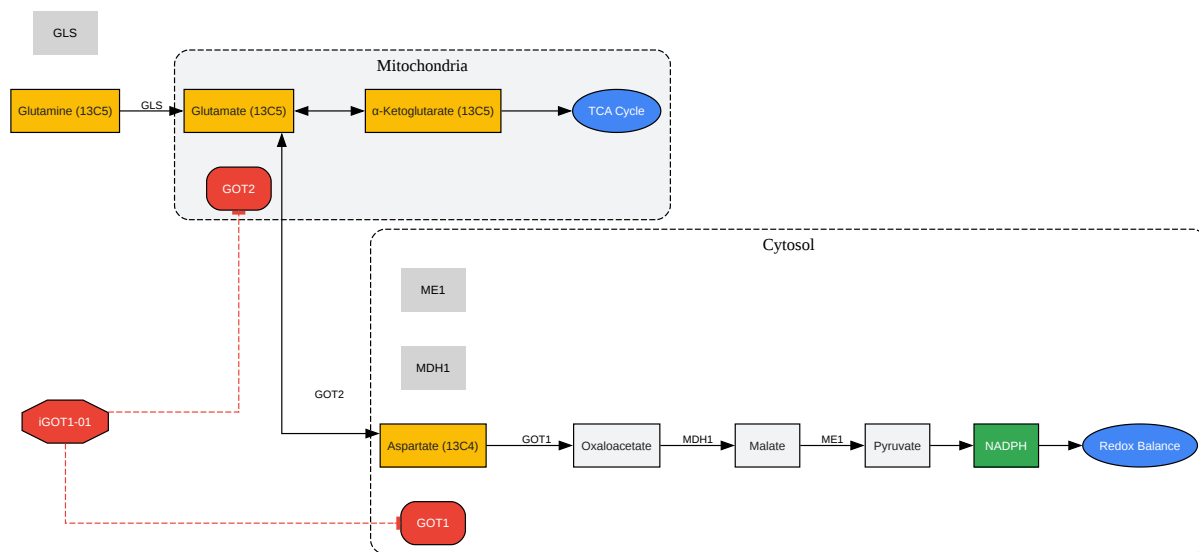 GLS
Mitochondria
Glutamine (13C5)
GLS
Glutamate (13C5)
α-Ketoglutarate (13C5)
TCA Cycle
GOT2
Cytosol
ME1
MDH1
GOT2
iGOT1-01
Aspartate (13C4)
GOT1
Oxaloacetate
MDH1
Malate
ME1
Pyruvate
NADPH
Redox Balance
GOT1